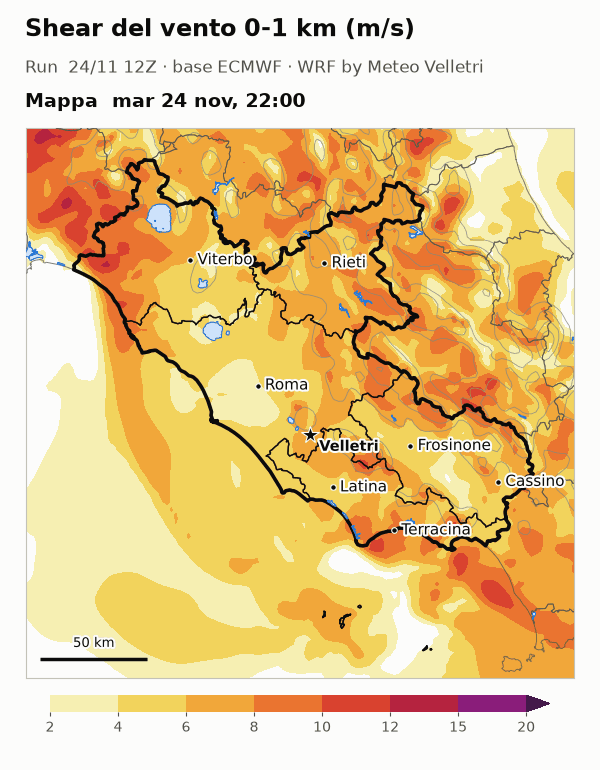 Shear del vento 0-1 km (m/s)
Run  24/11 12Z · base ECMWF · WRF by Meteo Velletri
Mappa  mar 24 nov, 22:00
Viterbo
Rieti
Roma
Velletri
Frosinone
Latina
Cassino
Terracina
50 km
2 4 6 8 10 12 15 20